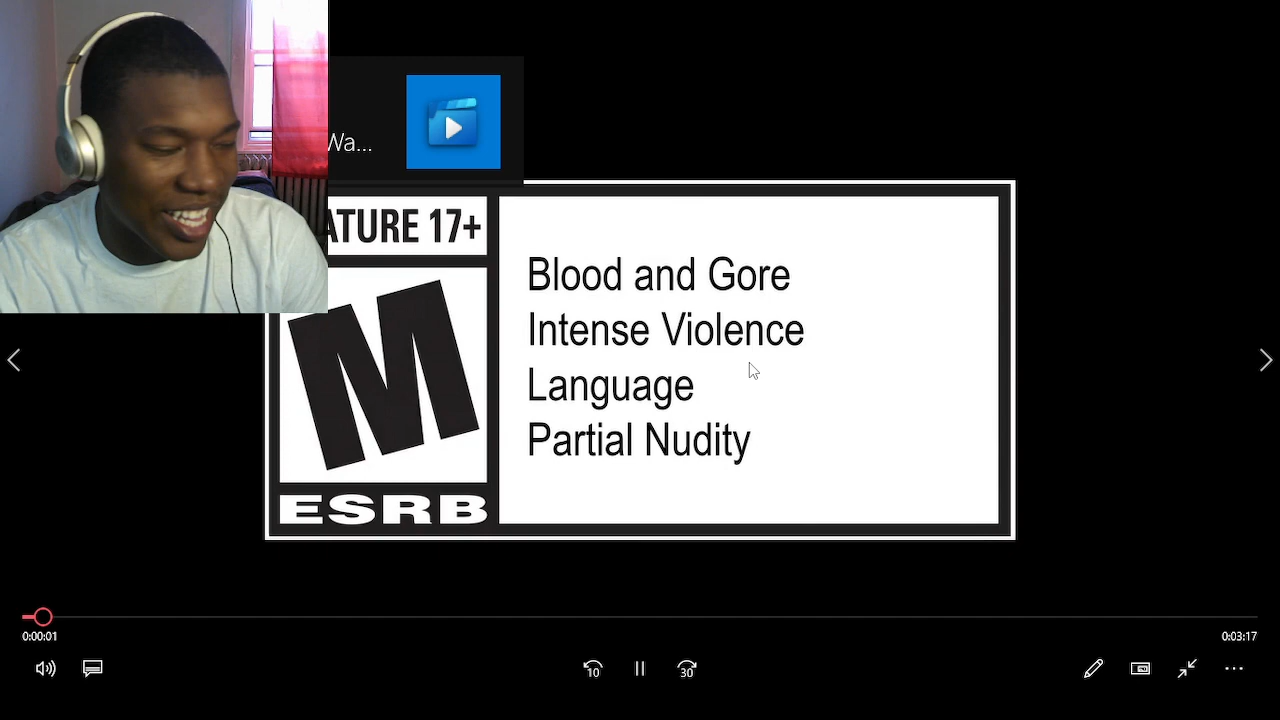 Wa...
ATURE 17+
M
ESRB
Blood and Gore
Intense Violence
Language
Partial Nudity
0:00:01
0:03:17
10
30